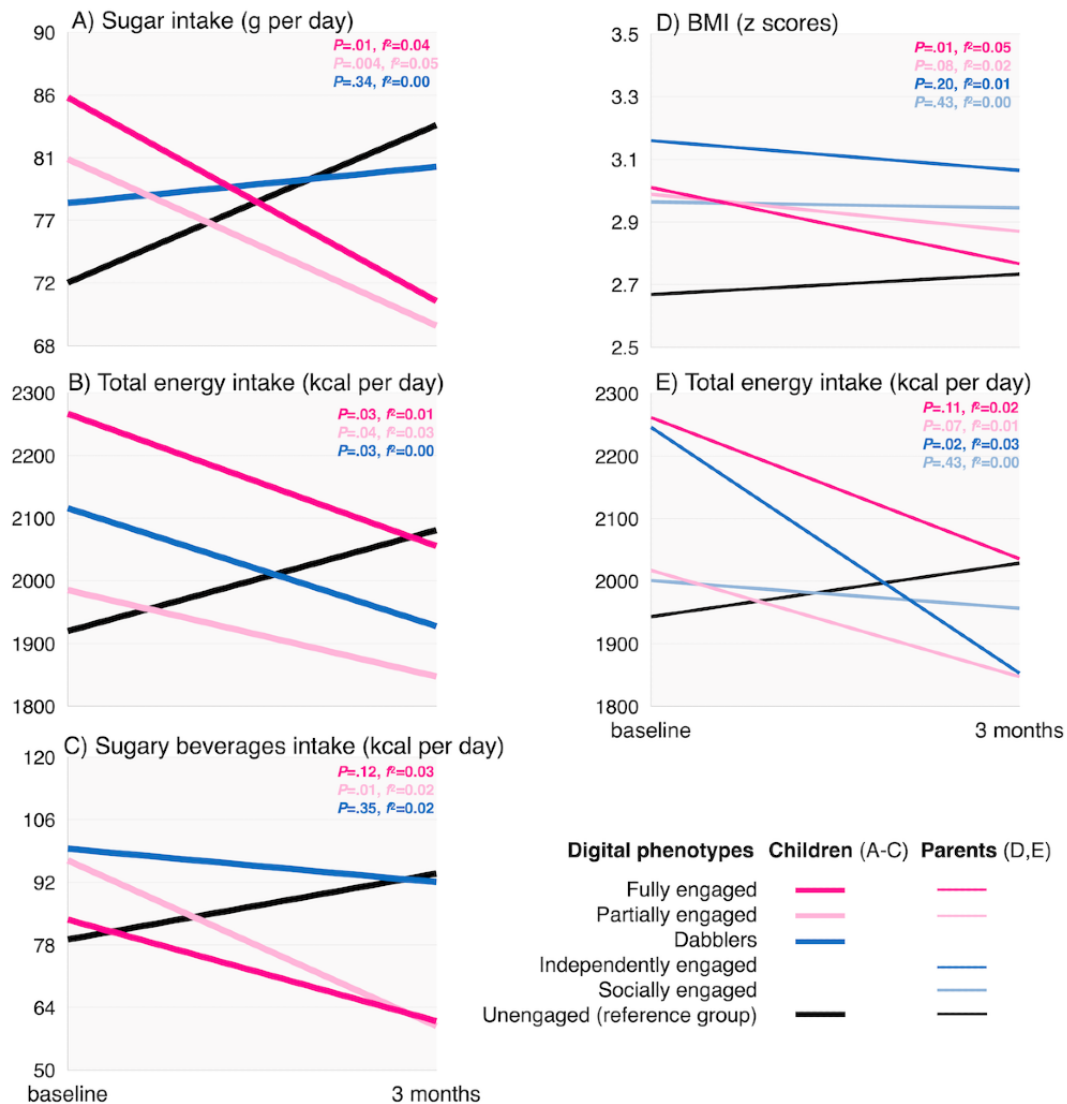 A) Sugar intake (g per day)
90
86
81
77
72
68
P=.01, f²=0.04
P=.004, f²=0.05
P=.34, f²=0.00
B) Total energy intake (kcal per day)
2300
2200
2100
2000
1900
1800
P=.03, f²=0.01
P=.04, f²=0.03
P=.03, f²=0.00
C) Sugary beverages intake (kcal per day)
120
106
92
78
64
50
P=.12, f²=0.03
P=.01, f²=0.02
P=.35, f²=0.02
baseline 3 months
D) BMI (z scores)
3.5
3.3
3.1
2.9
2.7
2.5
P=.01, f²=0.05
P=.08, f²=0.02
P=.20, f²=0.01
P=.43, f²=0.00
E) Total energy intake (kcal per day)
2300
2200
2100
2000
1900
1800
P=.11, f²=0.02
P=.07, f²=0.01
P=.02, f²=0.03
P=.43, f²=0.00
baseline 3 months
Digital phenotypes Children (A-C) Parents (D,E)
Fully engaged
Partially engaged
Dabblers
Independently engaged
Socially engaged
Unengaged (reference group)